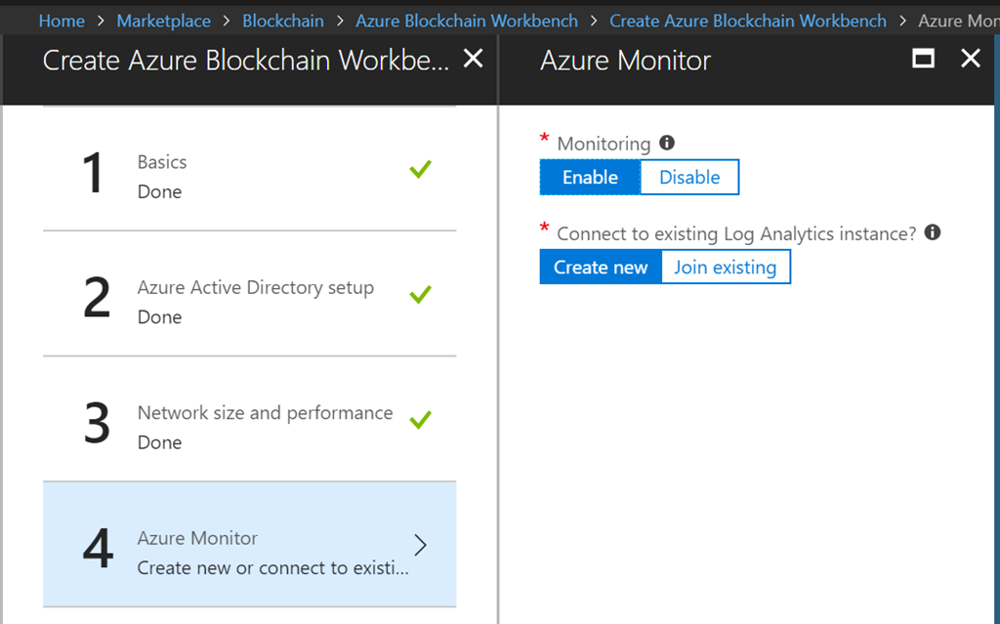 Home > Marketplace > Blockchain > Azure Blockchain Workbench > Create Azure Blockchain Workbench > Azure Mon
Create Azure Blockchain Workbe...
1
Basics
Done
2
Azure Active Directory setup
Done
3
Network size and performance
Done
4
Azure Monitor
Create new or connect to existi...
Azure Monitor
* Monitoring
Enable Disable
* Connect to existing Log Analytics instance?
Create new Join existing